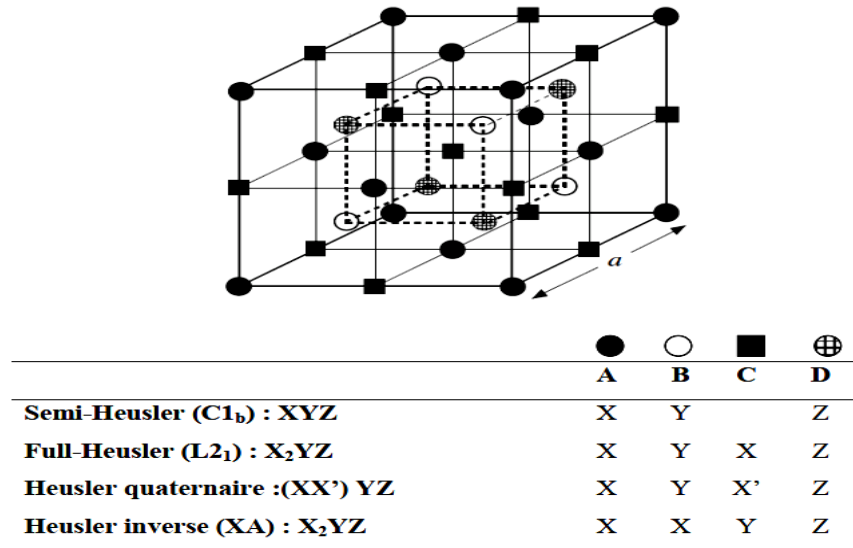 a
A B C D
Semi-Heusler (C1b) : XYZ X Y Z
Full-Heusler (L21) : X2YZ X Y X Z
Heusler quaternaire :(XX’) YZ X Y X’ Z
Heusler inverse (XA) : X2YZ X X Y Z